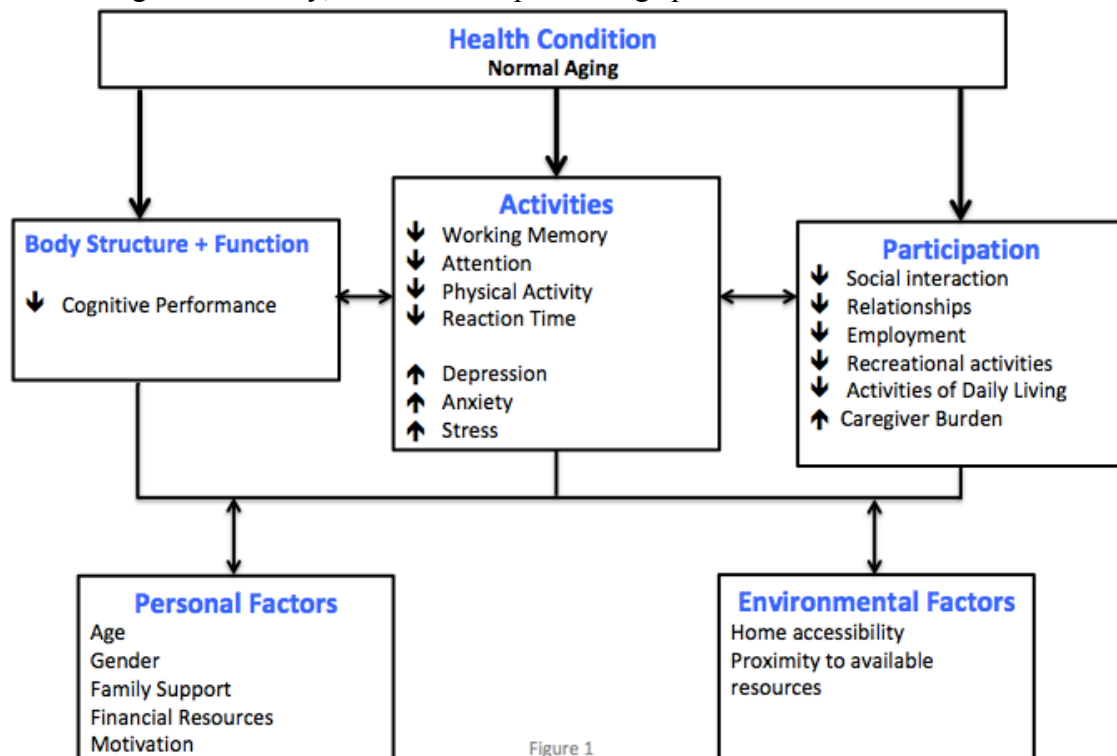 Health Condition
Normal Aging
Body Structure + Function
↓ Cognitive Performance
Activities
↓ Working Memory
↓ Attention
↓ Physical Activity
↓ Reaction Time
↑ Depression
↑ Anxiety
↑ Stress
Participation
↓ Social interaction
↓ Relationships
↓ Employment
↓ Recreational activities
↓ Activities of Daily Living
↑ Caregiver Burden
Personal Factors
Age
Gender
Family Support
Financial Resources
Motivation
Environmental Factors
Home accessibility
Proximity to available
resources
Figure 1